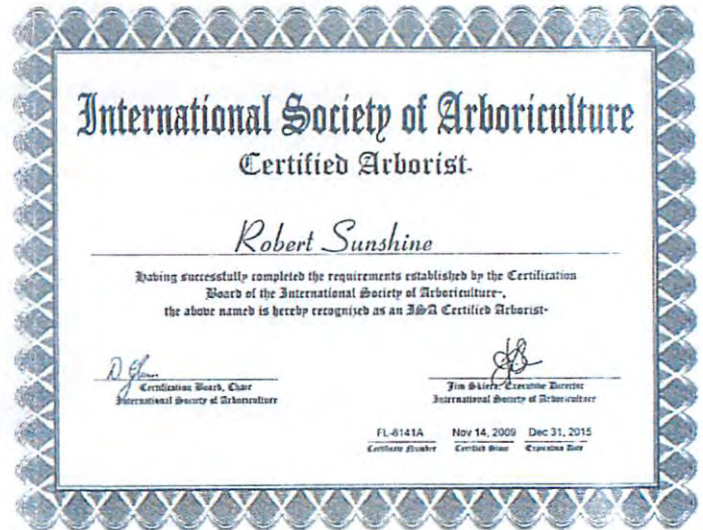 International Society of Arboriculture
Certified Arborist™
Robert Sunshine
Having successfully completed the requirements established by the Certification
Board of the International Society of Arboriculture™,
the above named is hereby recognized as an ISA Certified Arborist™
Certification Board, Chair
International Society of Arboriculture
Jim Skiera, Executive Director
International Society of Arboriculture
FL-6141A Nov 14, 2009 Dec 31, 2015
Certificate Number Certified Since Expiration Date